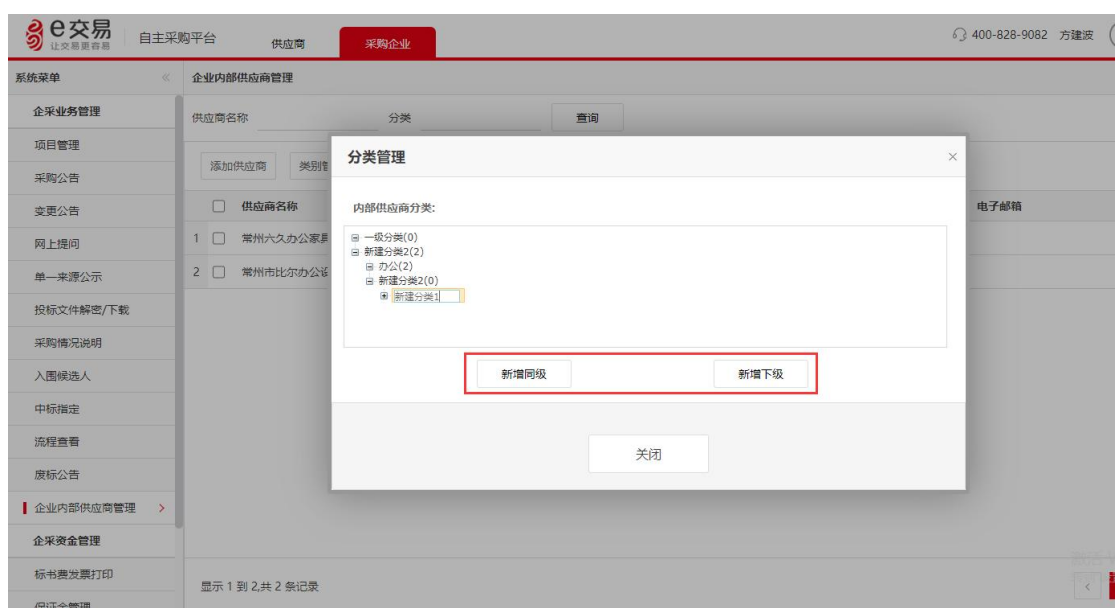 e交易
让交易更容易
自主采购平台
供应商
采购企业
400-828-9082 方建波
系统菜单
企业内部供应商管理
企采业务管理
供应商名称 分类 查询
项目管理
采购公告
变更公告
网上提问
单一来源公示
投标文件解密/下载
采购情况说明
入围候选人
中标指定
流程查看
废标公告
企业内部供应商管理
企采资金管理
标书费发票打印
保证金管理
添加供应商 类别
供应商名称 电子邮箱
1 常州六久办公家具
2 常州市比尔办公设
分类管理
内部供应商分类:
一级分类(0)
新建分类2(2)
办公(2)
新建分类2(0)
新建分类1
新增同级 新增下级
关闭
显示 1 到 2,共 2 条记录